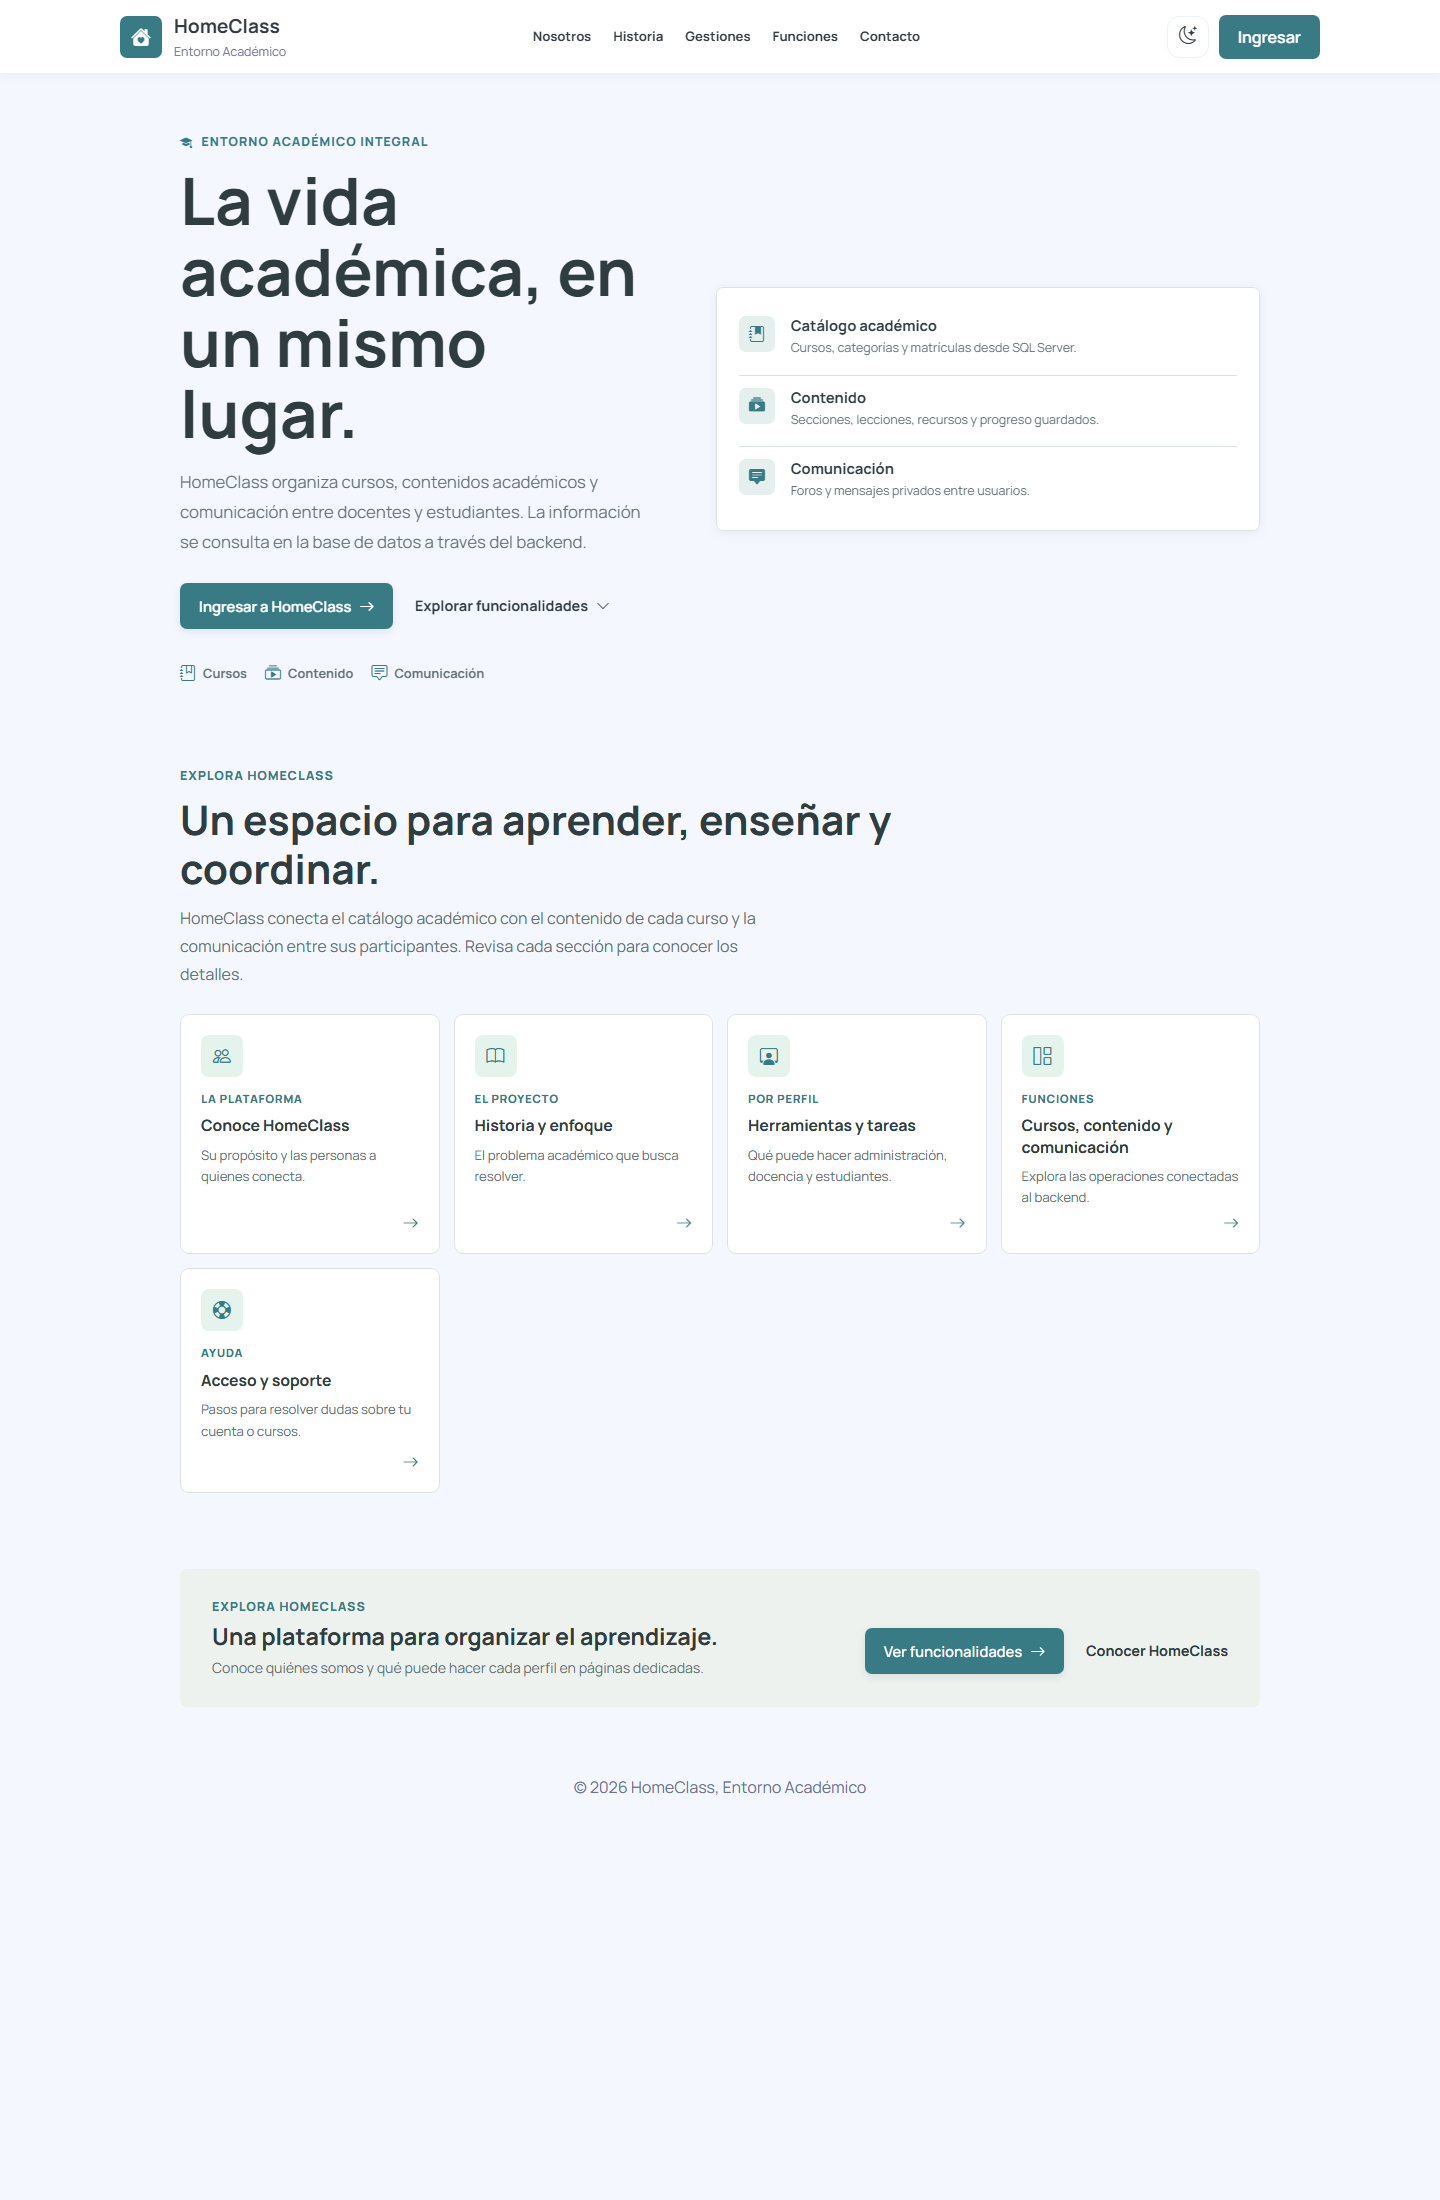 HomeClass
Entorno Académico
Nosotros
Historia
Gestiones
Funciones
Contacto
Ingresar
ENTORNO ACADÉMICO INTEGRAL
La vida
académica, en
un mismo
lugar.
HomeClass organiza cursos, contenidos académicos y
comunicación entre docentes y estudiantes. La información
se consulta en la base de datos a través del backend.
Ingresar a HomeClass
Explorar funcionalidades
Cursos
Contenido
Comunicación
Catálogo académico
Cursos, categorías y matrículas desde SQL Server.
Contenido
Secciones, lecciones, recursos y progreso guardados.
Comunicación
Foros y mensajes privados entre usuarios.
EXPLORA HOMECLASS
Un espacio para aprender, enseñar y
coordinar.
HomeClass conecta el catálogo académico con el contenido de cada curso y la
comunicación entre sus participantes. Revisa cada sección para conocer los
detalles.
LA PLATAFORMA
Conoce HomeClass
Su propósito y las personas a
quienes conecta.
EL PROYECTO
Historia y enfoque
El problema académico que busca
resolver.
POR PERFIL
Herramientas y tareas
Qué puede hacer administración,
docencia y estudiantes.
FUNCIONES
Cursos, contenido y
comunicación
Explora las operaciones conectadas
al backend.
AYUDA
Acceso y soporte
Pasos para resolver dudas sobre tu
cuenta o cursos.
EXPLORA HOMECLASS
Una plataforma para organizar el aprendizaje.
Conoce quiénes somos y qué puede hacer cada perfil en páginas dedicadas.
Ver funcionalidades
Conocer HomeClass
© 2026 HomeClass, Entorno Académico